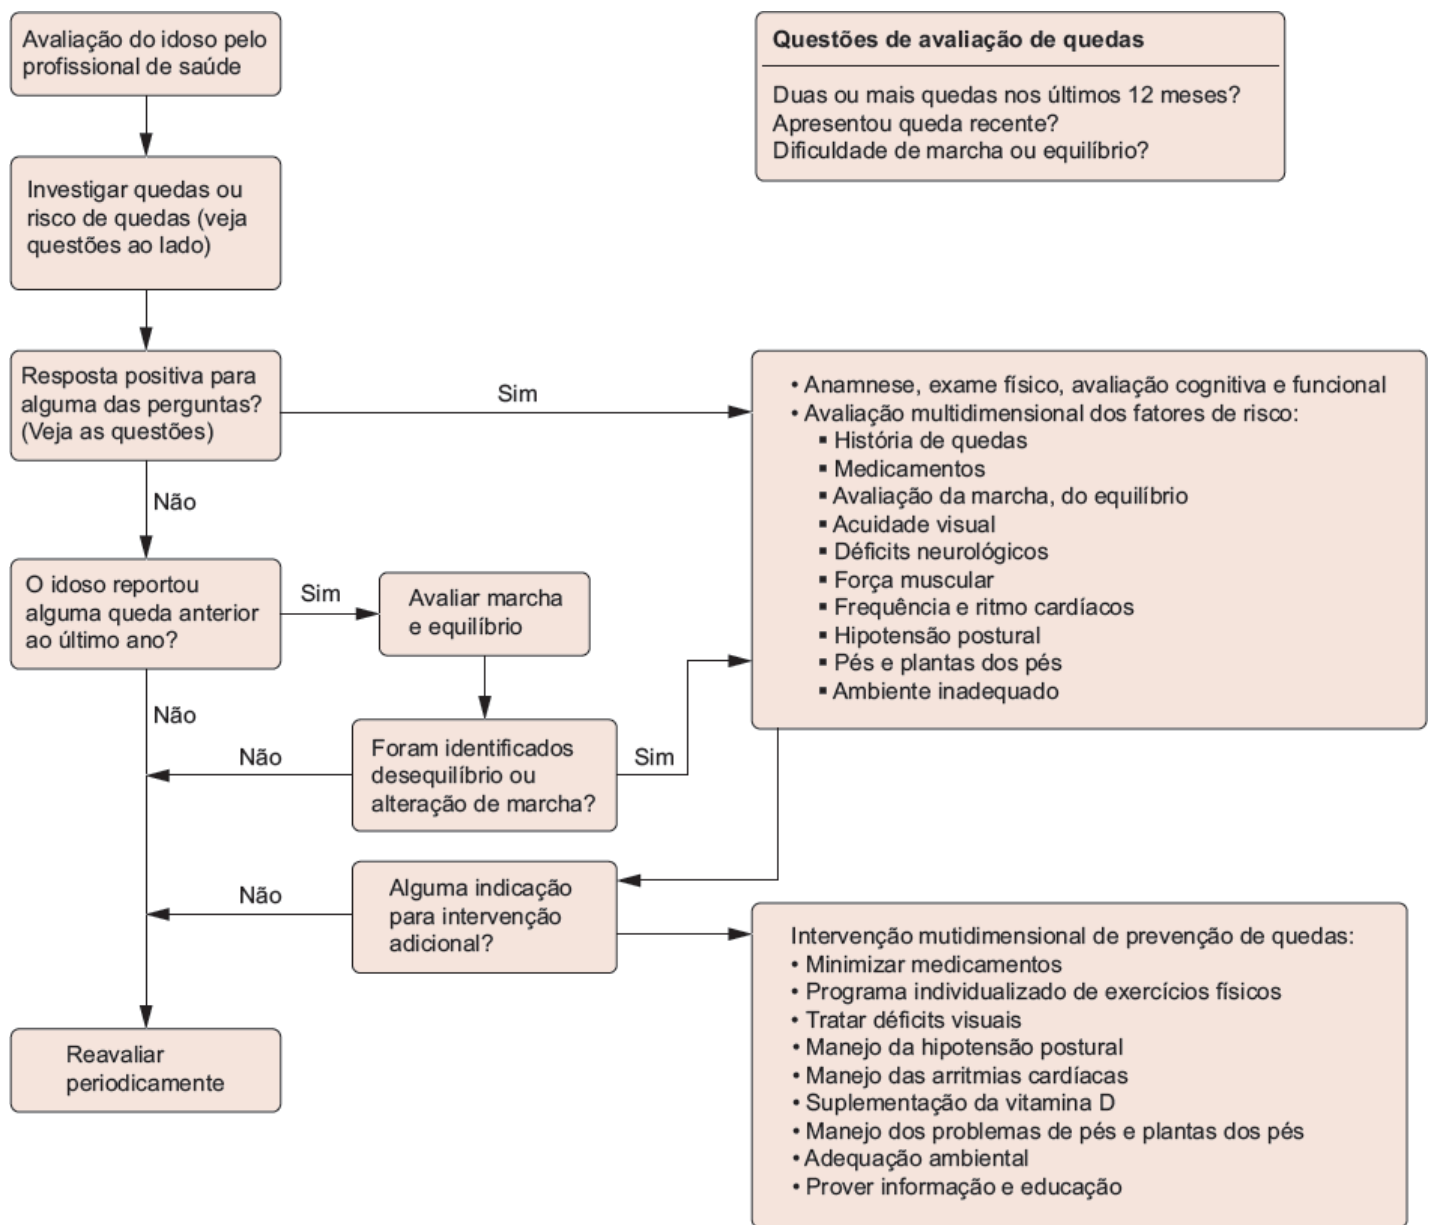 Avaliação do idoso pelo
profissional de saúde
Questões de avaliação de quedas
Duas ou mais quedas nos últimos 12 meses?
Apresentou queda recente?
Dificuldade de marcha ou equilíbrio?
Investigar quedas ou
risco de quedas (veja
questões ao lado)
Resposta positiva para
alguma das perguntas?
(Veja as questões)
Sim
• Anamnese, exame físico, avaliação cognitiva e funcional
• Avaliação multidimensional dos fatores de risco:
▪ História de quedas
▪ Medicamentos
▪ Avaliação da marcha, do equilíbrio
▪ Acuidade visual
▪ Déficits neurológicos
▪ Força muscular
▪ Frequência e ritmo cardíacos
▪ Hipotensão postural
▪ Pés e plantas dos pés
▪ Ambiente inadequado
Não
O idoso reportou
alguma queda anterior
ao último ano?
Sim
Avaliar marcha
e equilíbrio
Não
Foram identificados
desequilíbrio ou
alteração de marcha?
Não
Sim
Alguma indicação
para intervenção
adicional?
Não
Intervenção mutidimensional de prevenção de quedas:
• Minimizar medicamentos
• Programa individualizado de exercícios físicos
• Tratar déficits visuais
• Manejo da hipotensão postural
• Manejo das arritmias cardíacas
• Suplementação da vitamina D
• Manejo dos problemas de pés e plantas dos pés
• Adequação ambiental
• Prover informação e educação
Reavaliar
periodicamente